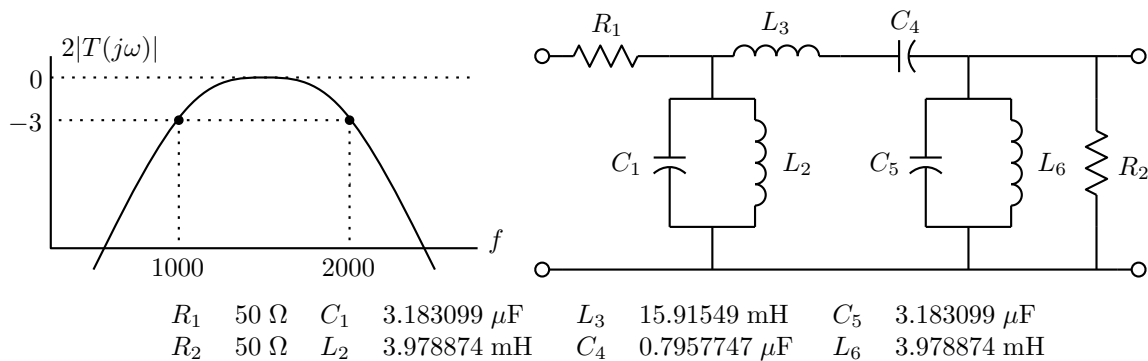 2|T(jω)|
0
−3
1000
2000
f
R₁
L₃
C₄
C₁
L₂
C₅
L₆
R₂
R₁ 50 Ω C₁ 3.183099 μF L₃ 15.91549 mH C₅ 3.183099 μF
R₂ 50 Ω L₂ 3.978874 mH C₄ 0.7957747 μF L₆ 3.978874 mH